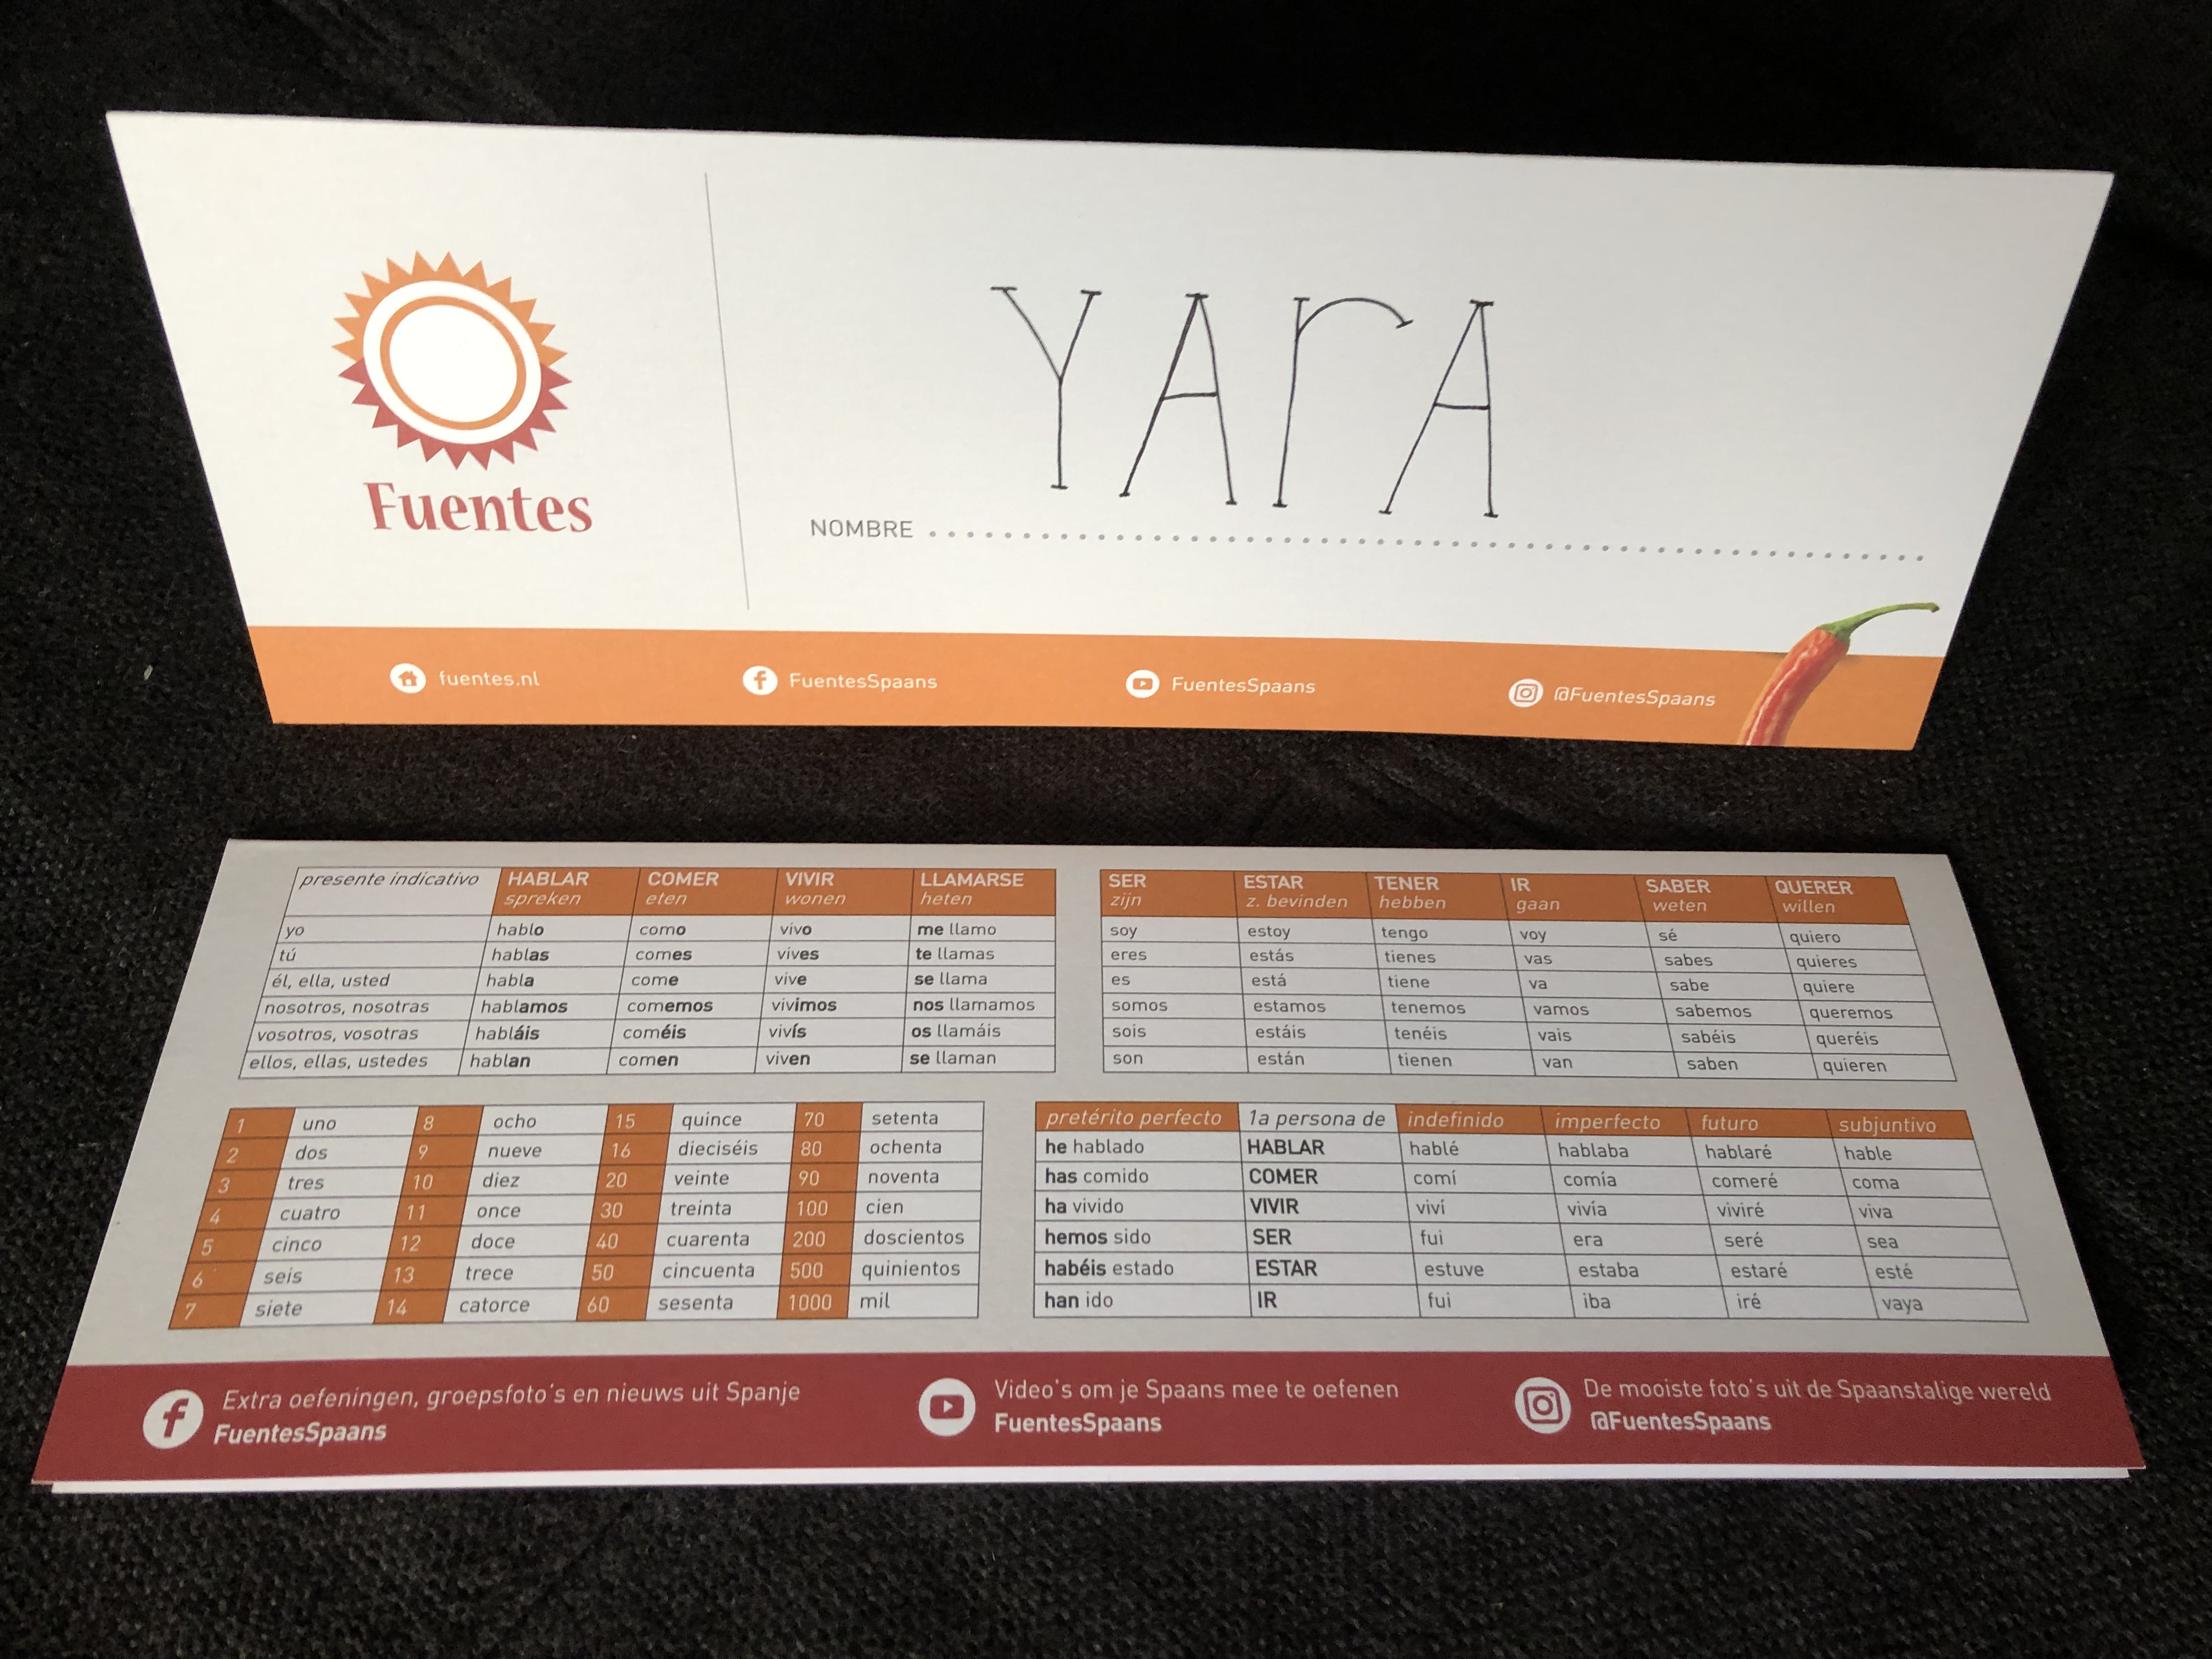 YArA
Fuentes
NOMBRE
fuentes.nl FuentesSpaans FuentesSpaans @FuentesSpaans
presente indicativo HABLAR COMER VIVIR LLAMARSE
spreken eten wonen heten
yo hablo como vivo me llamo
tú hablas comes vives te llamas
él, ella, usted habla come vive se llama
nosotros, nosotras hablamos comemos vivimos nos llamamos
vosotros, vosotras habláis coméis vivís os llamáis
ellos, ellas, ustedes hablan comen viven se llaman
SER ESTAR TENER IR SABER QUERER
zijn z. bevinden hebben gaan weten willen
soy estoy tengo voy sé quiero
eres estás tienes vas sabes quieres
es está tiene va sabe quiere
somos estamos tenemos vamos sabemos queremos
sois estáis tenéis vais sabéis queréis
son están tienen van saben quieren
1 uno 8 ocho 15 quince 70 setenta
2 dos 9 nueve 16 dieciséis 80 ochenta
3 tres 10 diez 20 veinte 90 noventa
4 cuatro 11 once 30 treinta 100 cien
5 cinco 12 doce 40 cuarenta 200 doscientos
6 seis 13 trece 50 cincuenta 500 quinientos
7 siete 14 catorce 60 sesenta 1000 mil
pretérito perfecto 1a persona de indefinido imperfecto futuro subjuntivo
he hablado HABLAR hablé hablaba hablaré hable
has comido COMER comí comía comeré coma
ha vivido VIVIR viví vivía viviré viva
hemos sido SER fui era seré sea
habéis estado ESTAR estuve estaba estaré esté
han ido IR fui iba iré vaya
Extra oefeningen, groepsfoto's en nieuws uit Spanje
FuentesSpaans
Video's om je Spaans mee te oefenen
FuentesSpaans
De mooiste foto's uit de Spaanstalige wereld
@FuentesSpaans